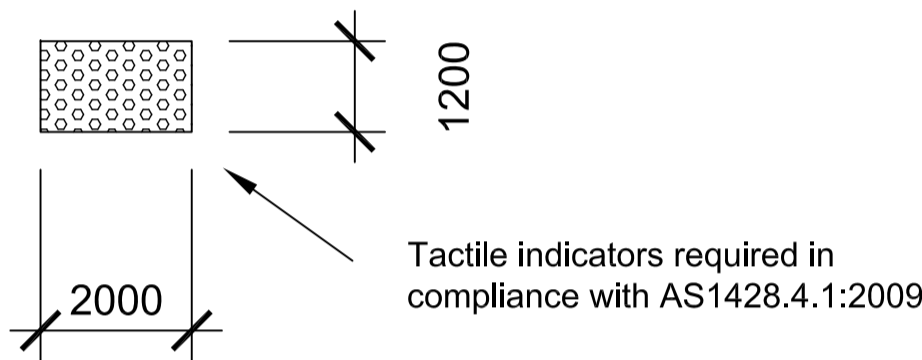 1200
2000
Tactile indicators required in
compliance with AS1428.4.1:2009